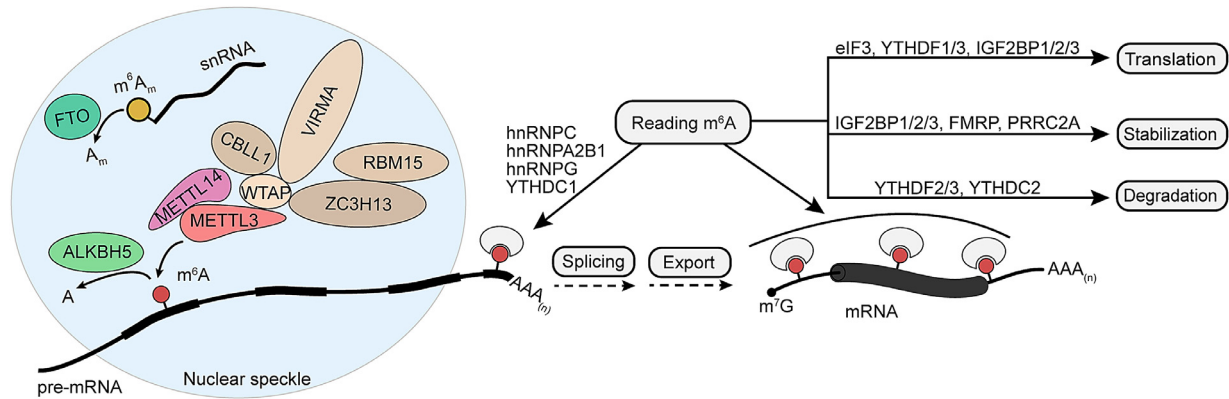 snRNA
m⁶Aₘ
FTO
Aₘ
VIRMA
CBLL1
RBM15
METTL14
WTAP
ZC3H13
METTL3
ALKBH5
m⁶A
A
AAA(n)
pre-mRNA
Nuclear speckle
hnRNPC
hnRNPA2B1
hnRNPG
YTHDC1
Reading m⁶A
Splicing
Export
eIF3, YTHDF1/3, IGF2BP1/2/3
Translation
IGF2BP1/2/3, FMRP, PRRC2A
Stabilization
YTHDF2/3, YTHDC2
Degradation
AAA(n)
m⁷G
mRNA